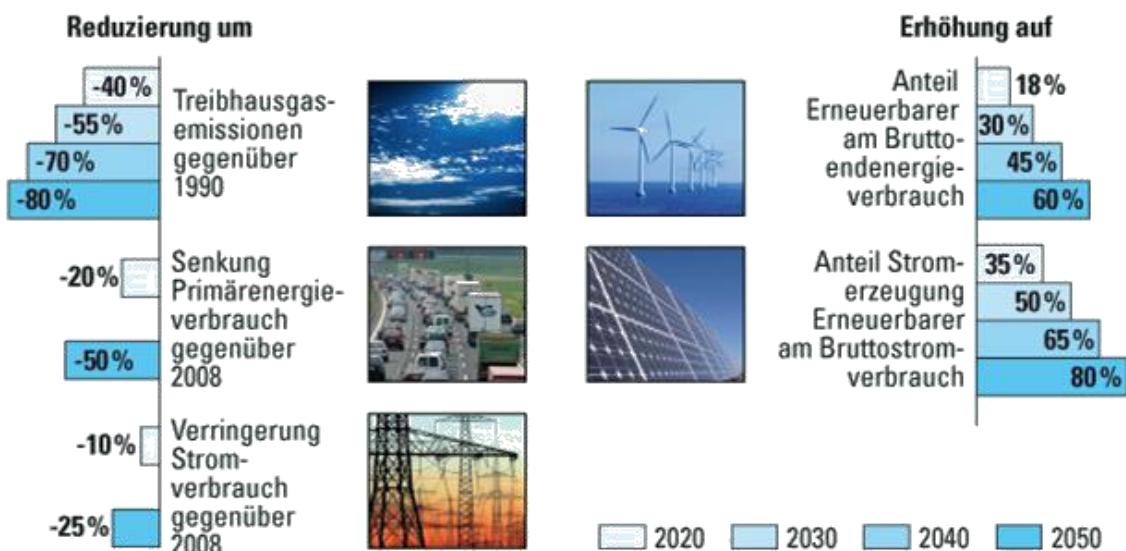 Reduzierung um
-40 %
-55 %
-70 %
-80 %
Treibhausgas-
emissionen
gegenüber
1990
-20 %
-50 %
Senkung
Primärenergie-
verbrauch
gegenüber
2008
-10 %
-25 %
Verringerung
Strom-
verbrauch
gegenüber
2008
Erhöhung auf
Anteil
Erneuerbarer
am Brutto-
endenergie-
verbrauch
18 %
30 %
45 %
60 %
Anteil Strom-
erzeugung
Erneuerbarer
am Bruttostrom-
verbrauch
35 %
50 %
65 %
80 %
2020
2030
2040
2050